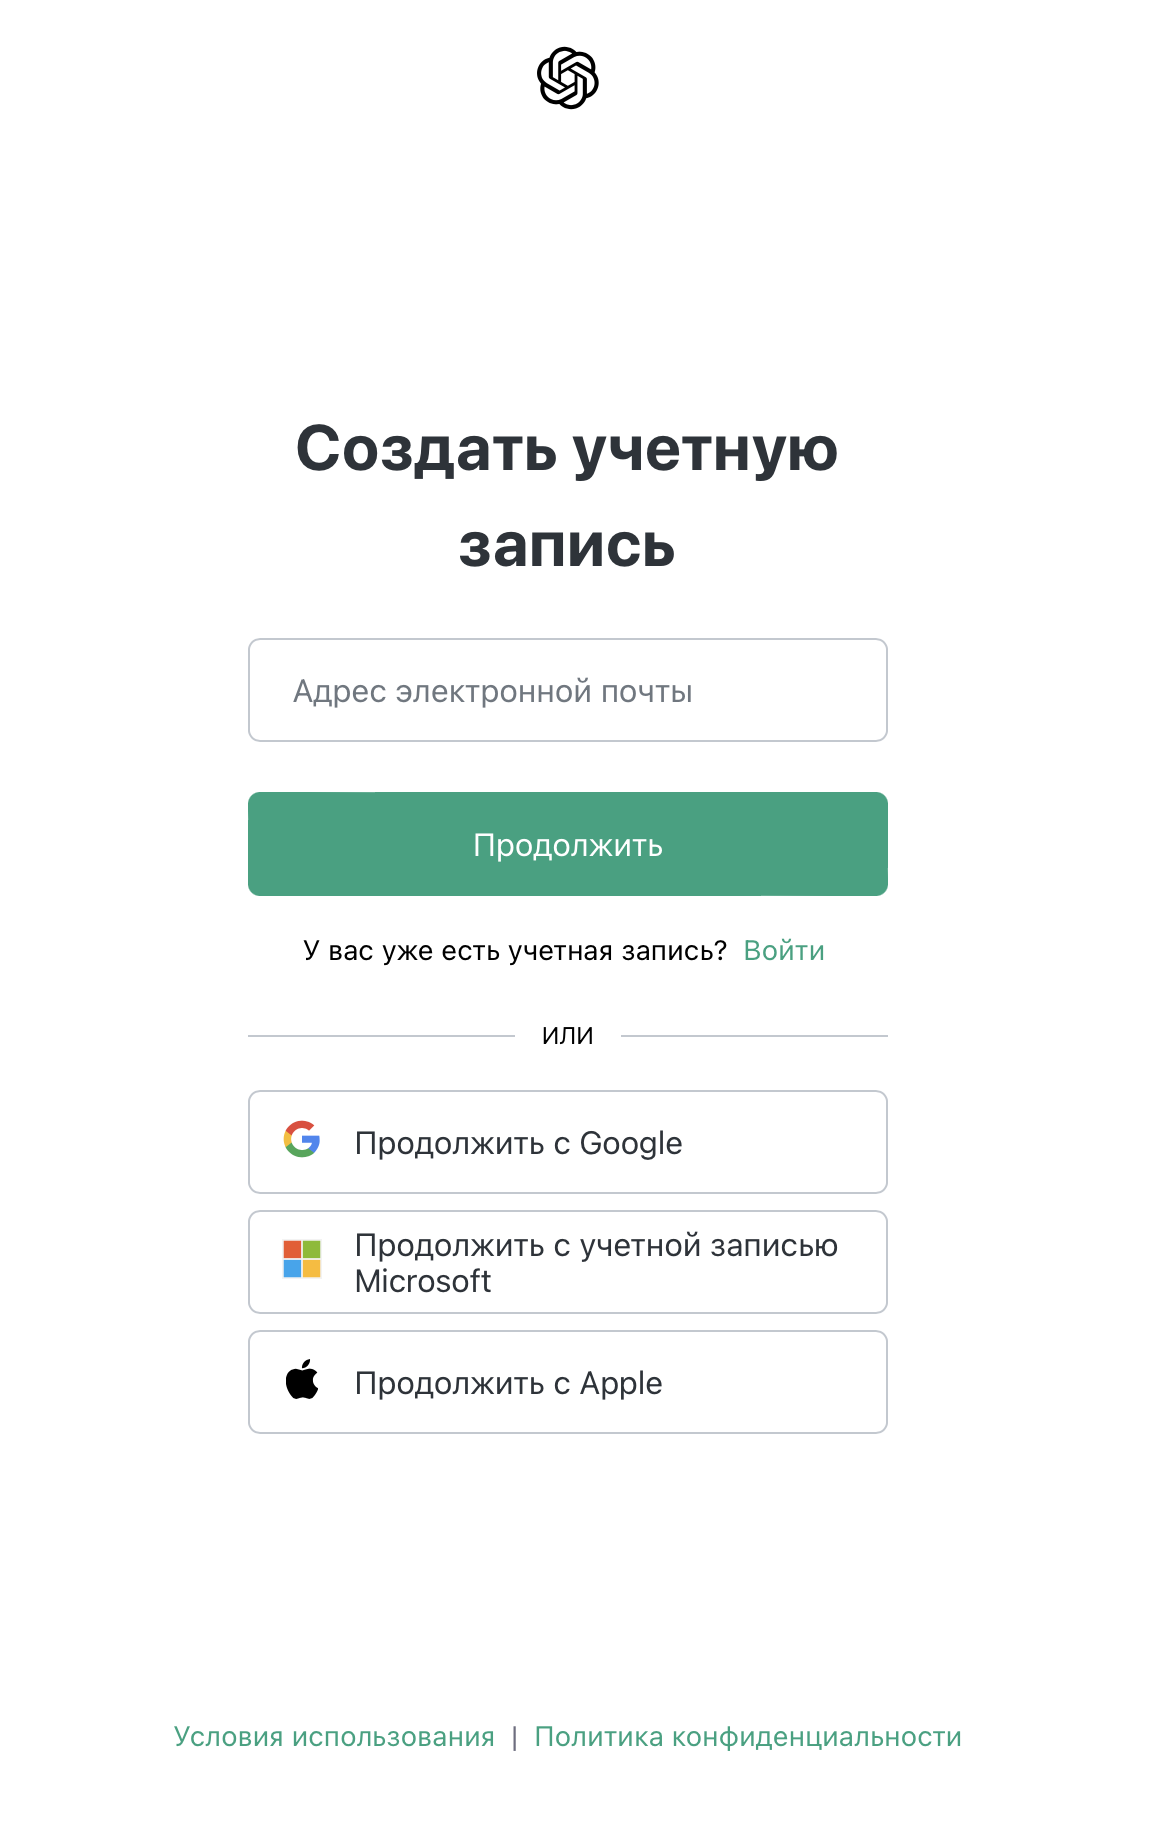 Создать учетную
запись
Адрес электронной почты
Продолжить
У вас уже есть учетная запись? Войти
ИЛИ
Продолжить с Google
Продолжить с учетной записью
Microsoft
Продолжить с Apple
Условия использования | Политика конфиденциальности